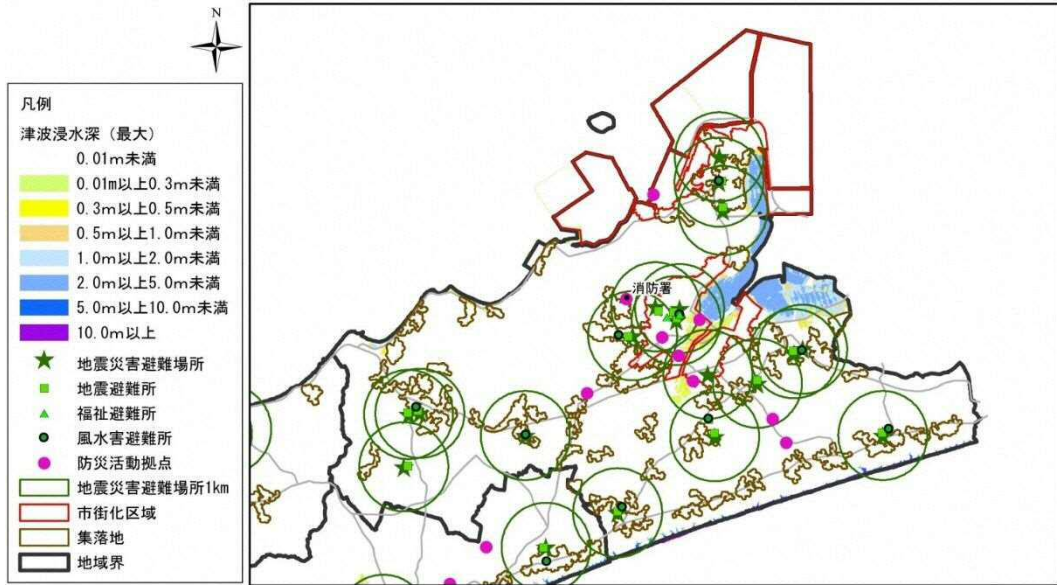 N
凡例
津波浸水深（最大）
0.01ｍ未満
0.01ｍ以上0.3ｍ未満
0.3ｍ以上0.5ｍ未満
0.5ｍ以上1.0ｍ未満
1.0ｍ以上2.0ｍ未満
2.0ｍ以上5.0ｍ未満
5.0ｍ以上10.0ｍ未満
10.0ｍ以上
地震災害避難場所
地震避難所
福祉避難所
風水害避難所
防災活動拠点
地震災害避難場所1km
市街化区域
集落地
地域界
消防署